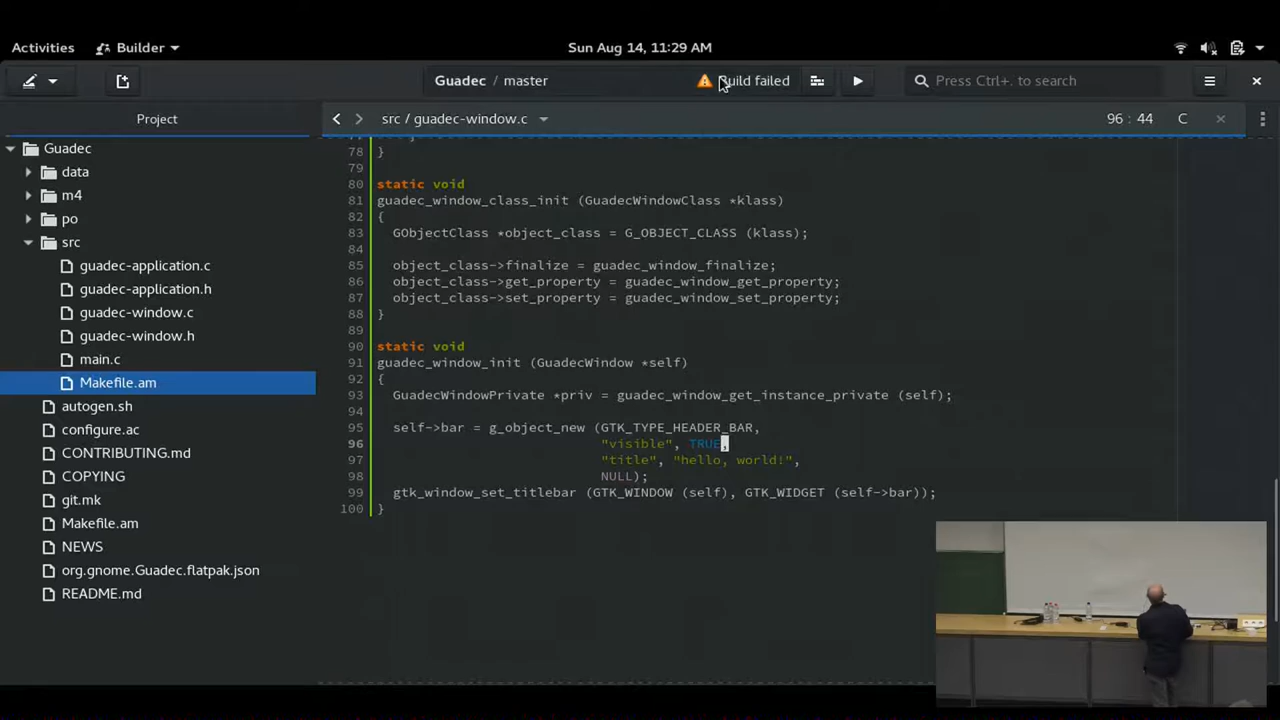 Activities Builder Sun Aug 14, 11:29 AM
Guadec / master Build failed Press Ctrl+. to search
Project src / guadec-window.c 96 : 44 C
Guadec
data
m4
po
src
guadec-application.c
guadec-application.h
guadec-window.c
guadec-window.h
main.c
Makefile.am
autogen.sh
configure.ac
CONTRIBUTING.md
COPYING
git.mk
Makefile.am
NEWS
org.gnome.Guadec.flatpak.json
README.md
78 }
79
80 static void
81 guadec_window_class_init (GuadecWindowClass *klass)
82 {
83 GObjectClass *object_class = G_OBJECT_CLASS (klass);
84
85 object_class->finalize = guadec_window_finalize;
86 object_class->get_property = guadec_window_get_property;
87 object_class->set_property = guadec_window_set_property;
88 }
89
90 static void
91 guadec_window_init (GuadecWindow *self)
92 {
93 GuadecWindowPrivate *priv = guadec_window_get_instance_private (self);
94
95 self->bar = g_object_new (GTK_TYPE_HEADER_BAR,
96 "visible", TRUE,
97 "title", "hello, world!",
98 NULL);
99 gtk_window_set_titlebar (GTK_WINDOW (self), GTK_WIDGET (self->bar));
100 }